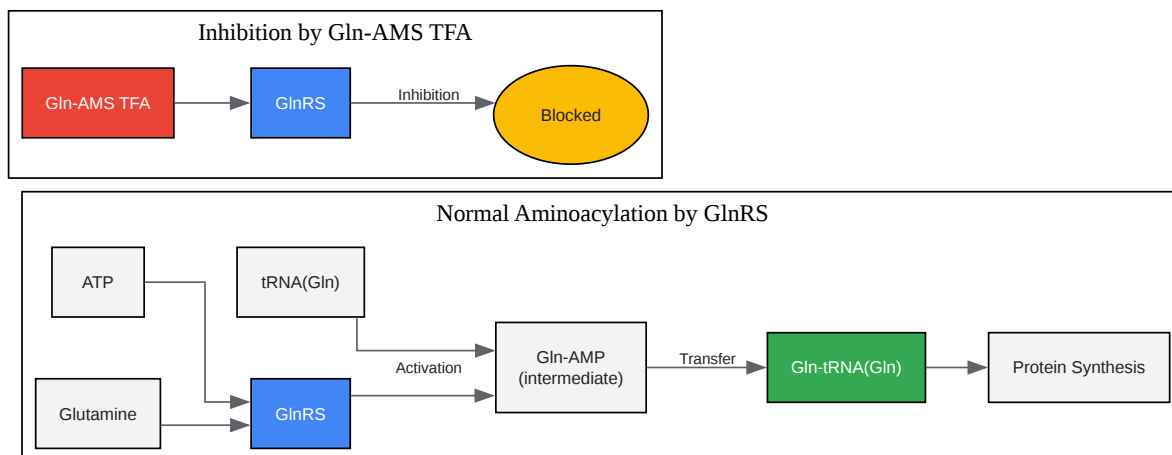 Inhibition by Gln-AMS TFA
Gln-AMS TFA
GlnRS
Inhibition
Blocked
Normal Aminoacylation by GlnRS
ATP
tRNA(Gln)
Activation
Gln-AMP
(intermediate)
Transfer
Gln-tRNA(Gln)
Protein Synthesis
Glutamine
GlnRS